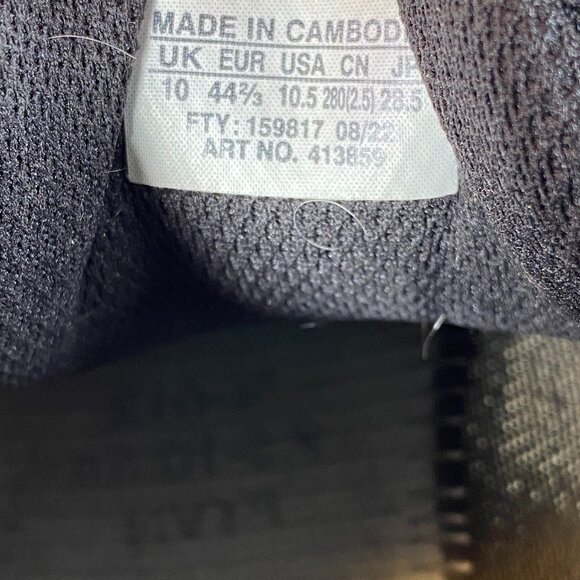 MADE IN CAMBODI
UK EUR USA CN JP
10 44⅔ 10.5 280(2.5) 28.5
FTY: 159817 08/22
ART NO. 413859